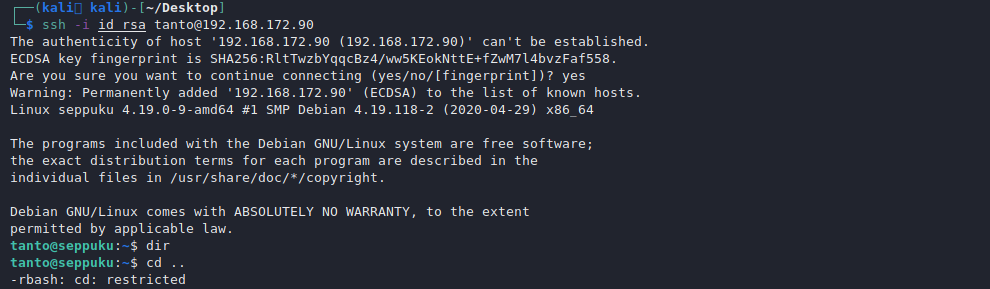 ┌──(kali㉿kali)-[~/Desktop]
└─$ ssh -i id_rsa tanto@192.168.172.90
The authenticity of host '192.168.172.90 (192.168.172.90)' can't be established.
ECDSA key fingerprint is SHA256:RltTwzbYqqcBz4/ww5KEokNttE+fZwM7l4bvzFaf558.
Are you sure you want to continue connecting (yes/no/[fingerprint])? yes
Warning: Permanently added '192.168.172.90' (ECDSA) to the list of known hosts.
Linux seppuku 4.19.0-9-amd64 #1 SMP Debian 4.19.118-2 (2020-04-29) x86_64

The programs included with the Debian GNU/Linux system are free software;
the exact distribution terms for each program are described in the
individual files in /usr/share/doc/*/copyright.

Debian GNU/Linux comes with ABSOLUTELY NO WARRANTY, to the extent
permitted by applicable law.
tanto@seppuku:~$ dir
tanto@seppuku:~$ cd ..
-rbash: cd: restricted